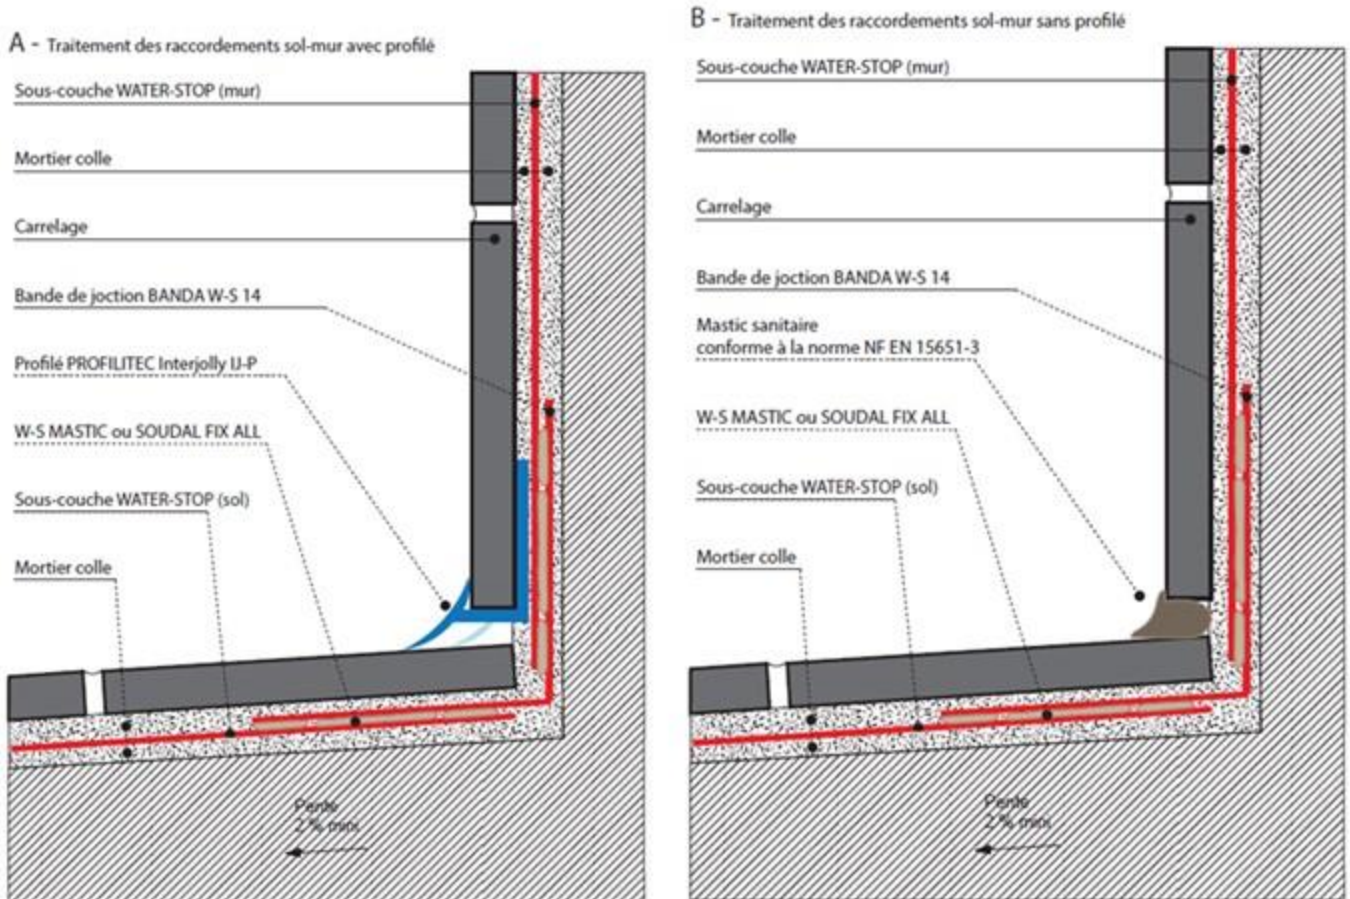 A - Traitement des raccordements sol-mur avec profilé
Sous-couche WATER-STOP (mur)
Mortier colle
Carrelage
Bande de joction BANDA W-S 14
Profilé PROFILITEC Interjolly IJ-P
W-S MASTIC ou SOUDAL FIX ALL
Sous-couche WATER-STOP (sol)
Mortier colle
Pente
2 % mini
B - Traitement des raccordements sol-mur sans profilé
Sous-couche WATER-STOP (mur)
Mortier colle
Carrelage
Bande de joction BANDA W-S 14
Mastic sanitaire
conforme à la norme NF EN 15651-3
W-S MASTIC ou SOUDAL FIX ALL
Sous-couche WATER-STOP (sol)
Mortier colle
Pente
2 % mini